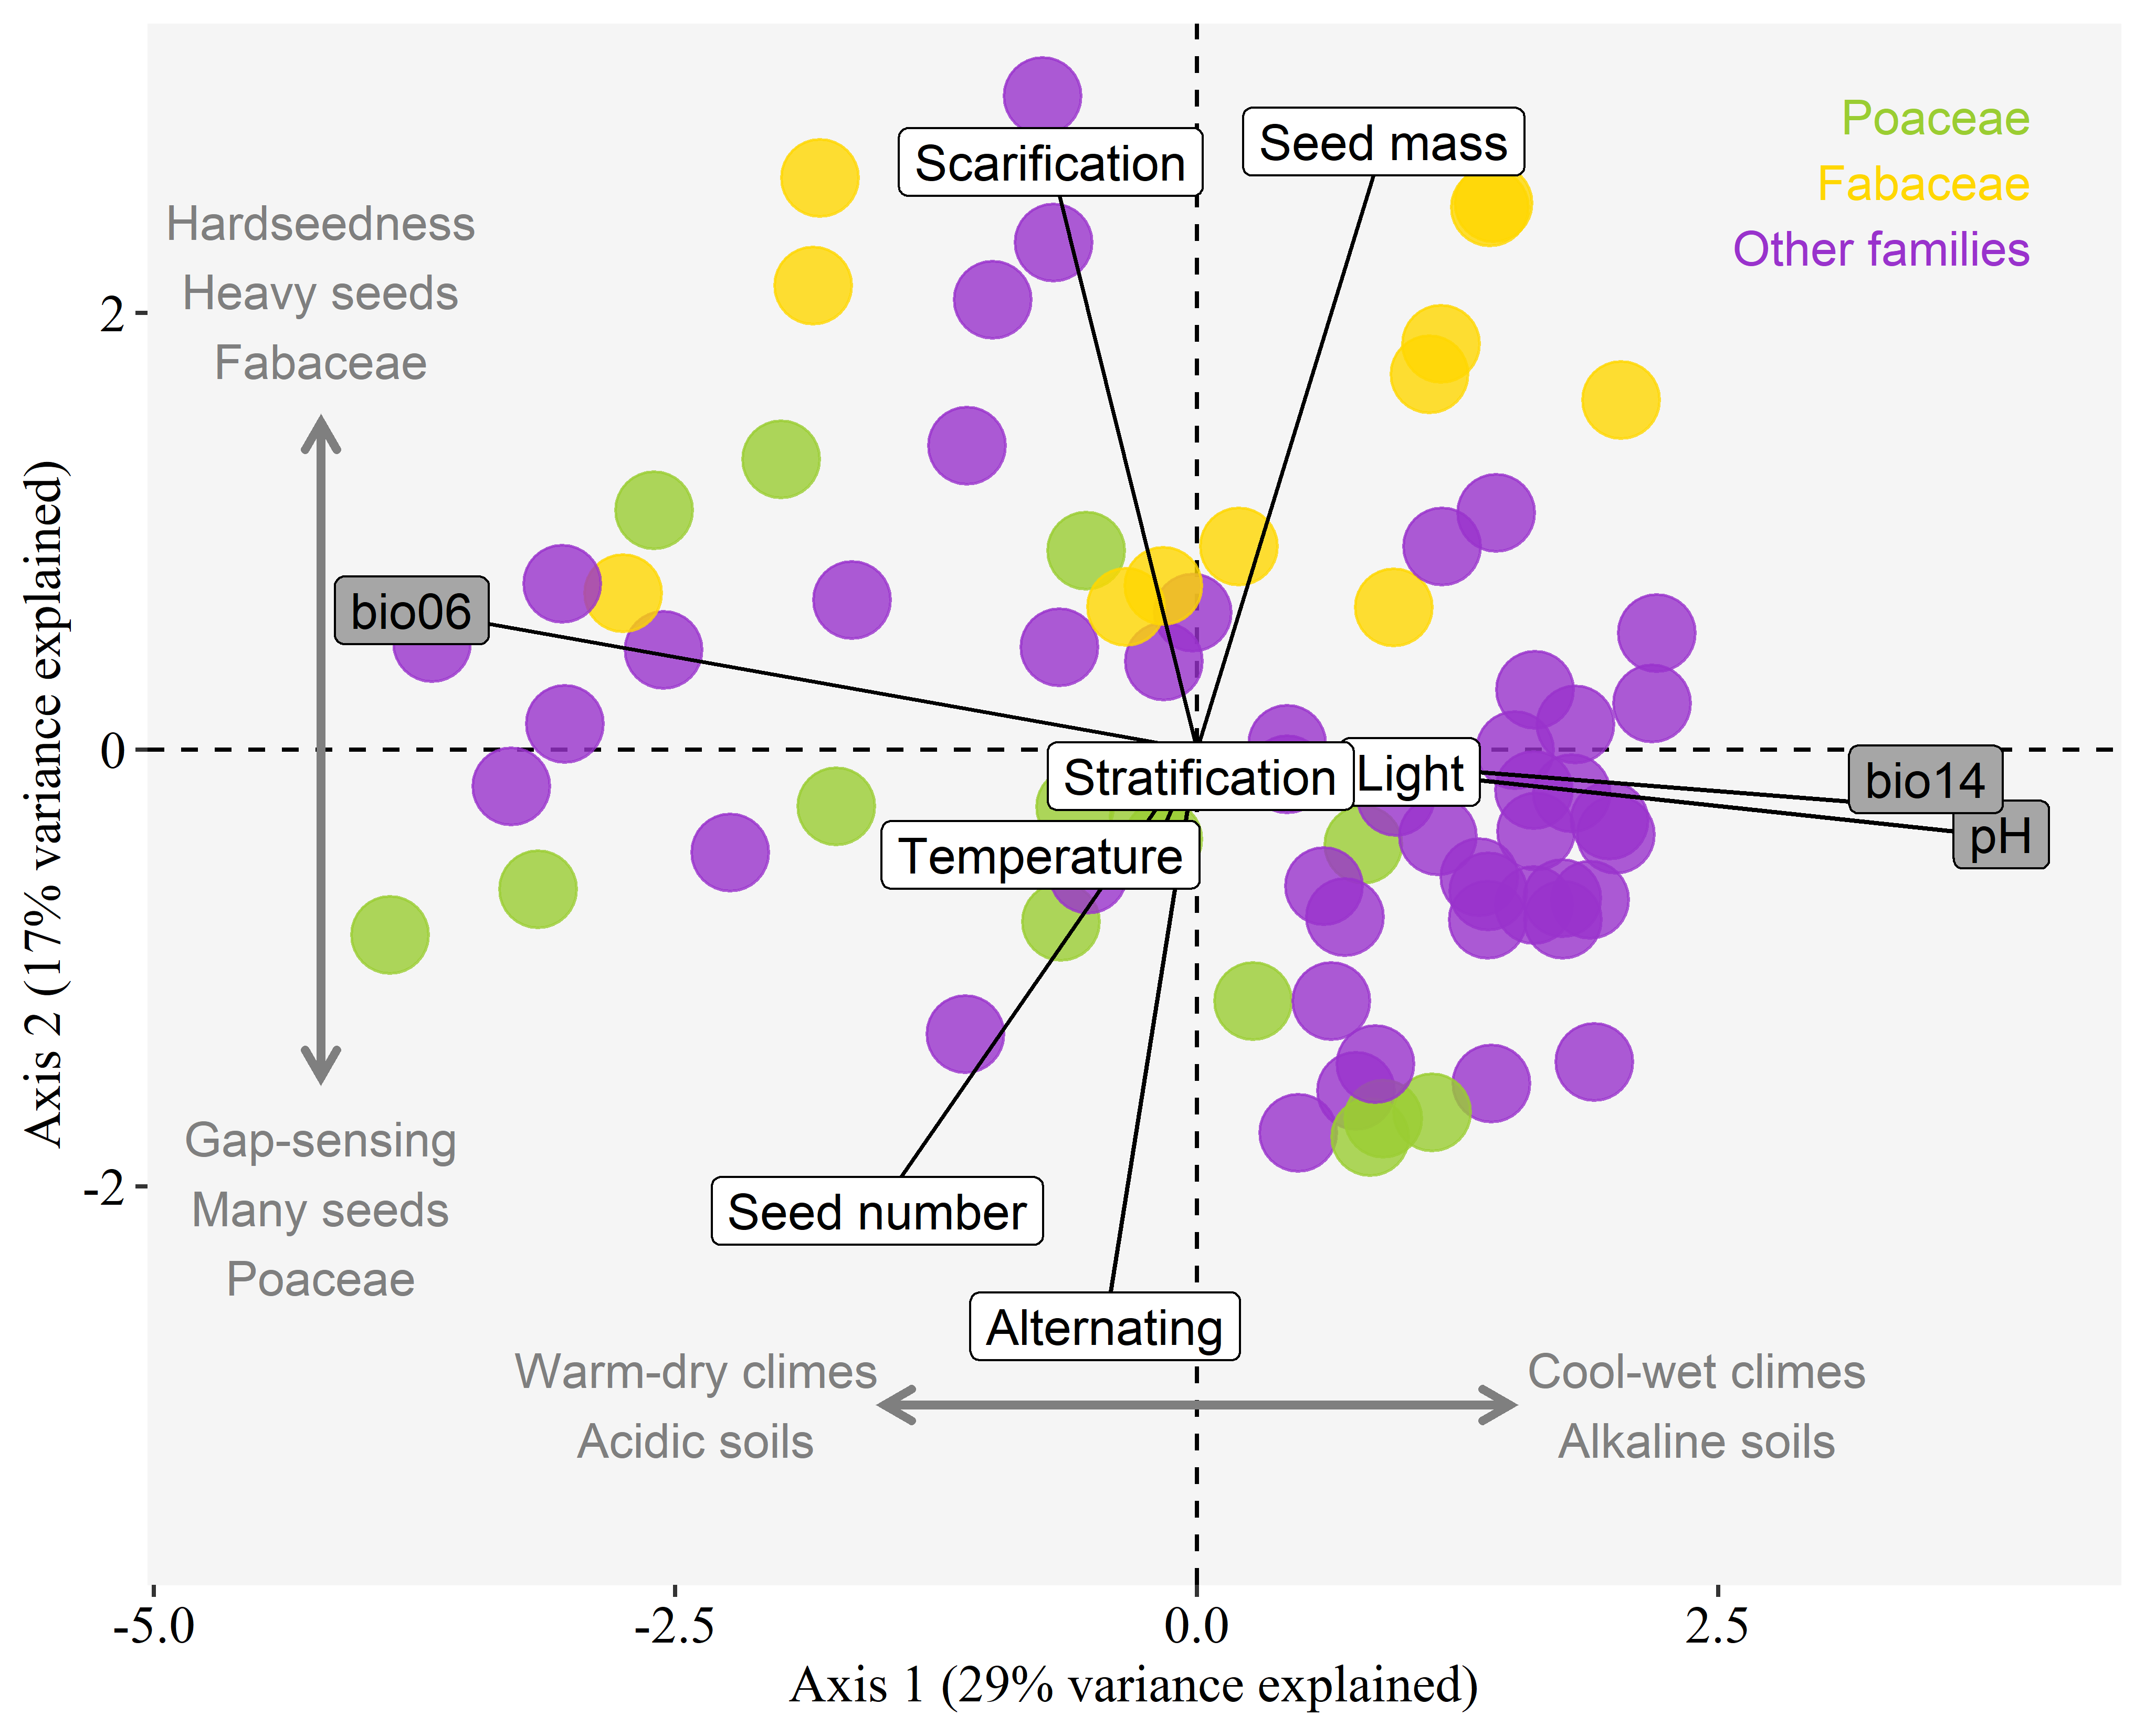 Poaceae
Fabaceae
Other families
Scarification
Seed mass
Hardseedness
Heavy seeds
Fabaceae
2
bio06
0
Stratification
Light
bio14
pH
Temperature
Gap-sensing
Many seeds
Poaceae
-2
Seed number
Alternating
Warm-dry climes
Acidic soils
Cool-wet climes
Alkaline soils
-5.0
-2.5
0.0
2.5
Axis 1 (29% variance explained)
Axis 2 (17% variance explained)